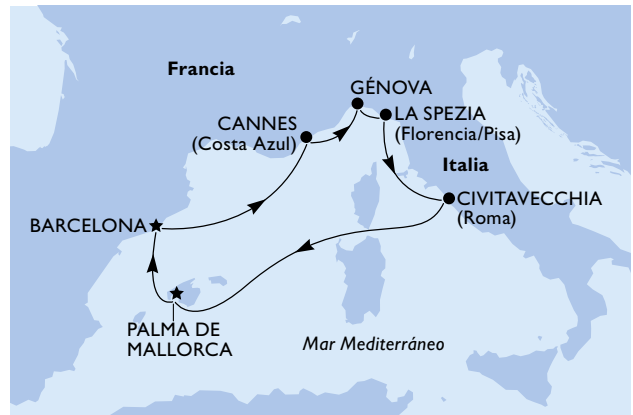 Francia
GÉNOVA
CANNES
(Costa Azul)
LA SPEZIA
(Florencia/Pisa)
Italia
CIVITAVECCHIA
(Roma)
BARCELONA
PALMA DE
MALLORCA
Mar Mediterráneo